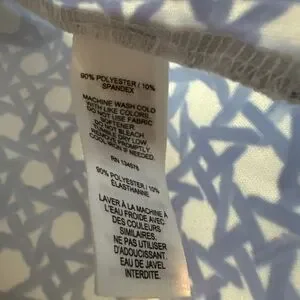 90% POLYESTER / 10%
SPANDEX
MACHINE WASH COLD
WITH LIKE COLORS.
DO NOT USE FABRIC
SOFTENER
DO NOT BLEACH
TUMBLE DRY LOW
REMOVE PROMPTLY
COOL IRON IF NEEDED.
RN 134578
90% POLYESTER / 10%
ELASTHANNE
LAVER À LA MACHINE À
L'EAU FROIDE AVEC
DES COULEURS
SIMILAIRES.
NE PAS UTILISER
D'ADOUCISSANT.
EAU DE JAVEL
INTERDITE.